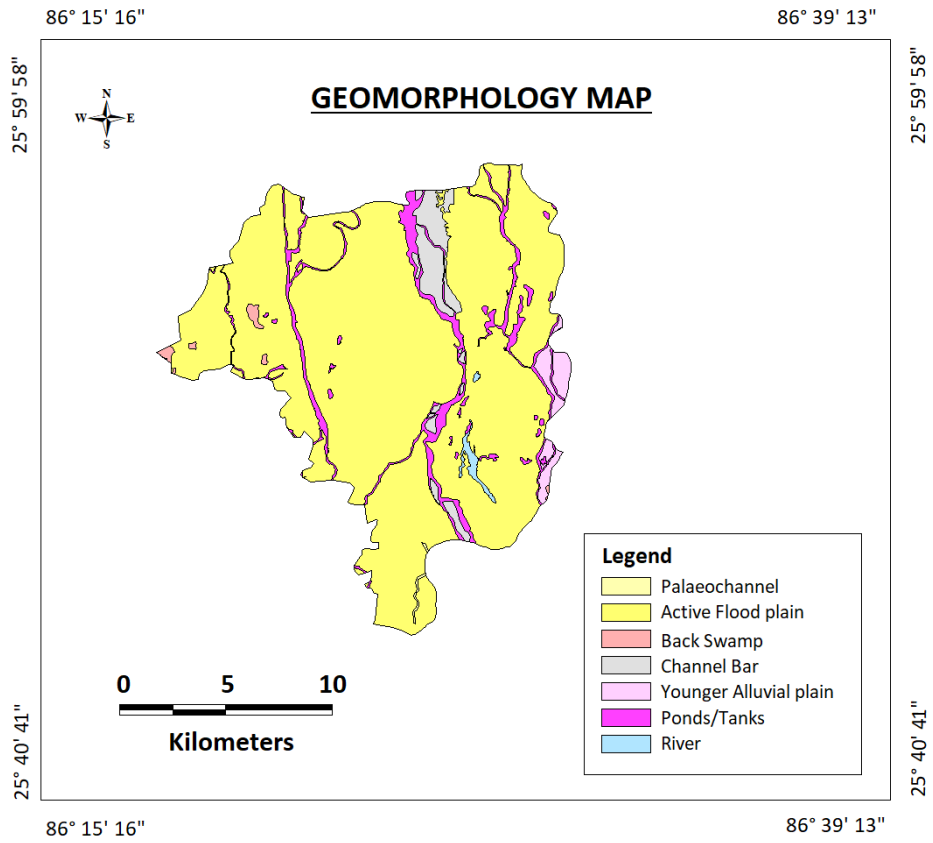 86° 15' 16"
86° 39' 13"
25° 59' 58"
25° 59' 58"
GEOMORPHOLOGY MAP
N
W E
S
Legend
Palaeochannel
Active Flood plain
Back Swamp
Channel Bar
Younger Alluvial plain
Ponds/Tanks
River
0 5 10
Kilometers
25° 40' 41"
25° 40' 41"
86° 15' 16"
86° 39' 13"